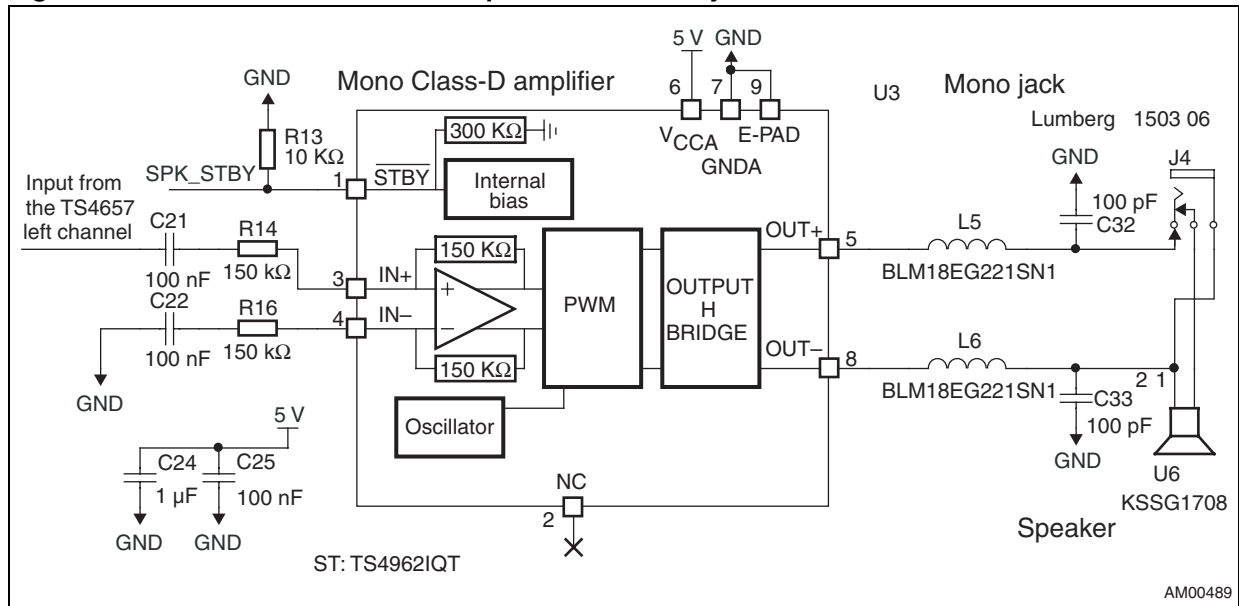 5 V GND
GND
Mono Class-D amplifier
6 7 9
U3
Mono jack
Lumberg 1503 06
300 KΩ
VCCA
E-PAD
GNDA
R13
10 KΩ
SPK_STBY
1
STBY
Internal
bias
GND
J4
Input from
the TS4657
left channel
C21
100 nF
R14
150 kΩ
3
IN+
150 KΩ
+
−
PWM
OUTPUT
H
BRIDGE
OUT+
5
L5
BLM18EG221SN1
100 pF
C32
C22
100 nF
R16
150 kΩ
4
IN−
150 KΩ
OUT−
8
L6
BLM18EG221SN1
2 1
C33
100 pF
GND
GND
Oscillator
5 V
C24
1 µF
C25
100 nF
GND
GND
NC
2
U6
KSSG1708
Speaker
ST: TS4962IQT
AM00489